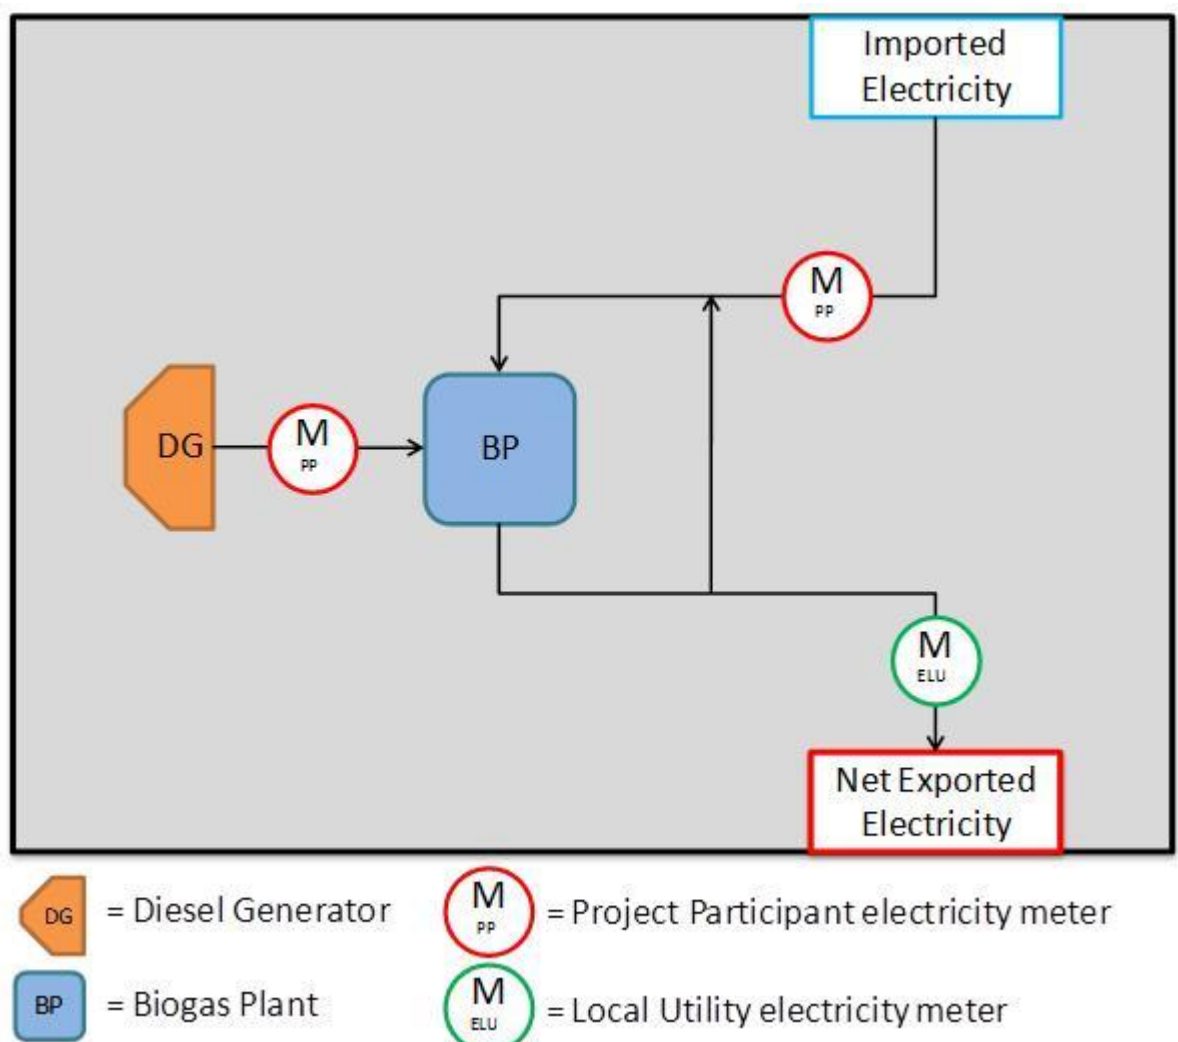 Imported
Electricity
M
PP
DG
M
PP
BP
M
ELU
Net Exported
Electricity
DG = Diesel Generator
M
PP = Project Participant electricity meter
BP = Biogas Plant
M
ELU = Local Utility electricity meter